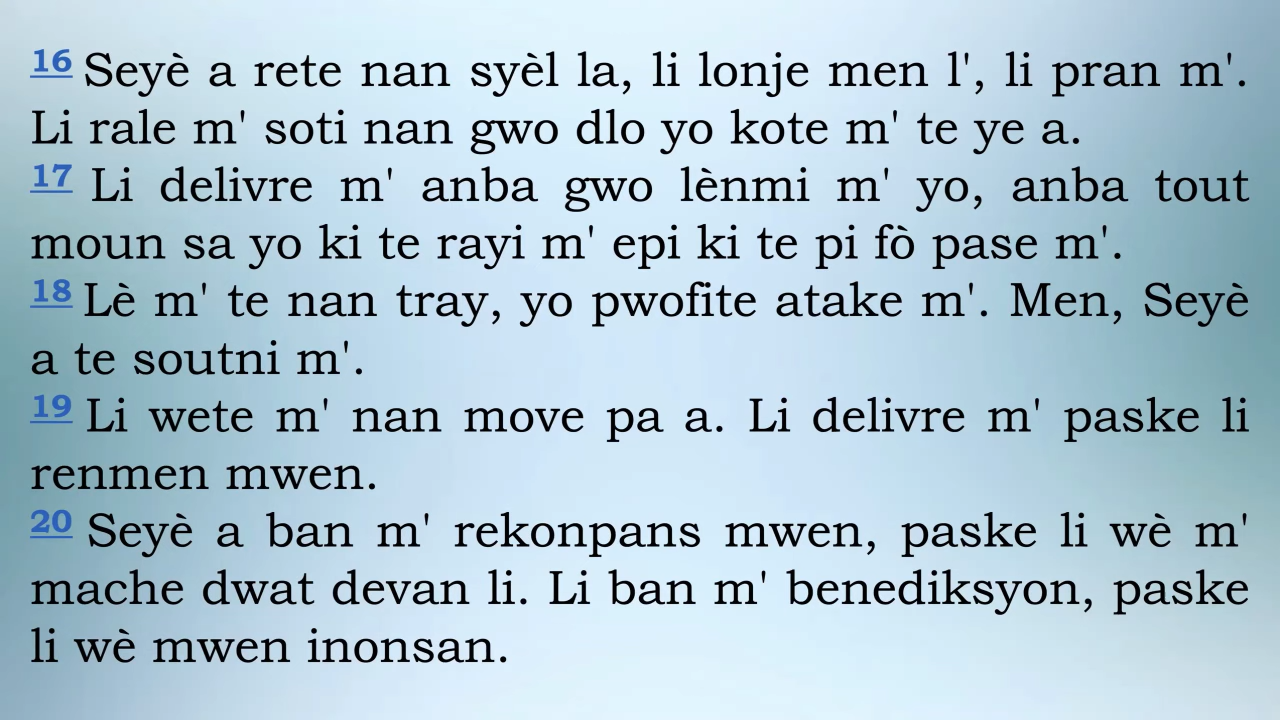 16 Seyè a rete nan syèl la, li lonje men l', li pran m'.
Li rale m' soti nan gwo dlo yo kote m' te ye a.
17 Li delivre m' anba gwo lènmi m' yo, anba tout
moun sa yo ki te rayi m' epi ki te pi fò pase m'.
18 Lè m' te nan tray, yo pwofite atake m'. Men, Seyè
a te soutni m'.
19 Li wete m' nan move pa a. Li delivre m' paske li
renmen mwen.
20 Seyè a ban m' rekonpans mwen, paske li wè m'
mache dwat devan li. Li ban m' benediksyon, paske
li wè mwen inonsan.